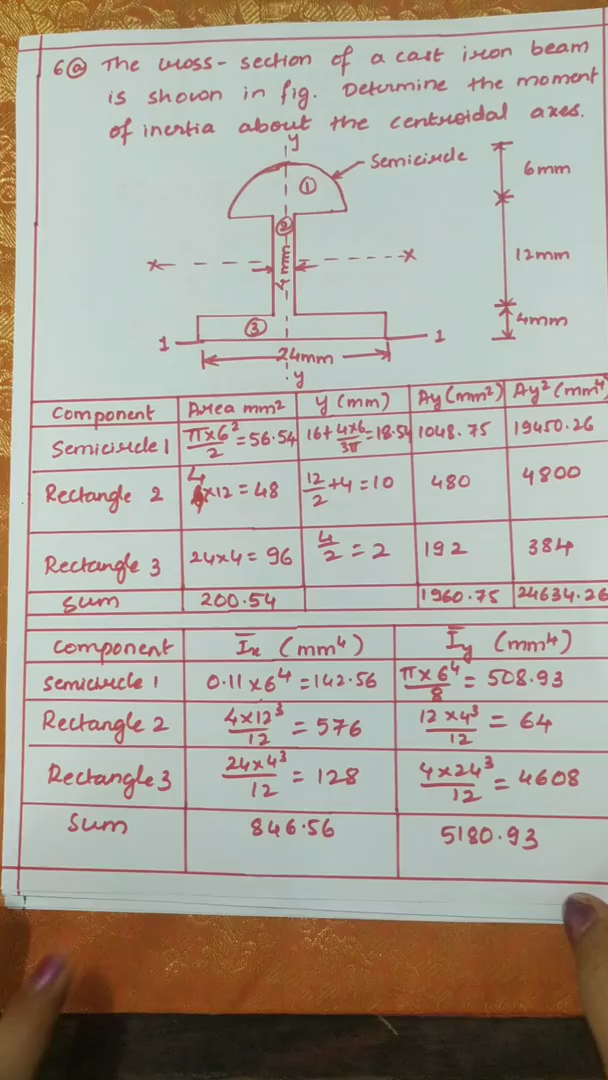 6 a The cross-section of a cast iron beam
is shown in fig. Determine the moment
of inertia about the centroidal axes.
y
Semicircle
6mm
1
2
x x
4mm
12mm
3
4mm
1 1
24mm
y
Component Area mm² y (mm) Ay (mm²) Ay² (mm⁴)
Semicircle 1 π×6²/2 = 56.54 16+4×6/3π=18.54 1048.75 19450.26
Rectangle 2 4×12 = 48 12/2+4 = 10 480 4800
Rectangle 3 24×4 = 96 4/2 = 2 192 384
Sum 200.54 1960.75 24634.26
Component Ix (mm⁴) Iy (mm⁴)
Semicircle 1 0.11×6⁴ = 142.56 π×6⁴/8 = 508.93
Rectangle 2 4×12³/12 = 576 12×4³/12 = 64
Rectangle 3 24×4³/12 = 128 4×24³/12 = 4608
Sum 846.56 5180.93